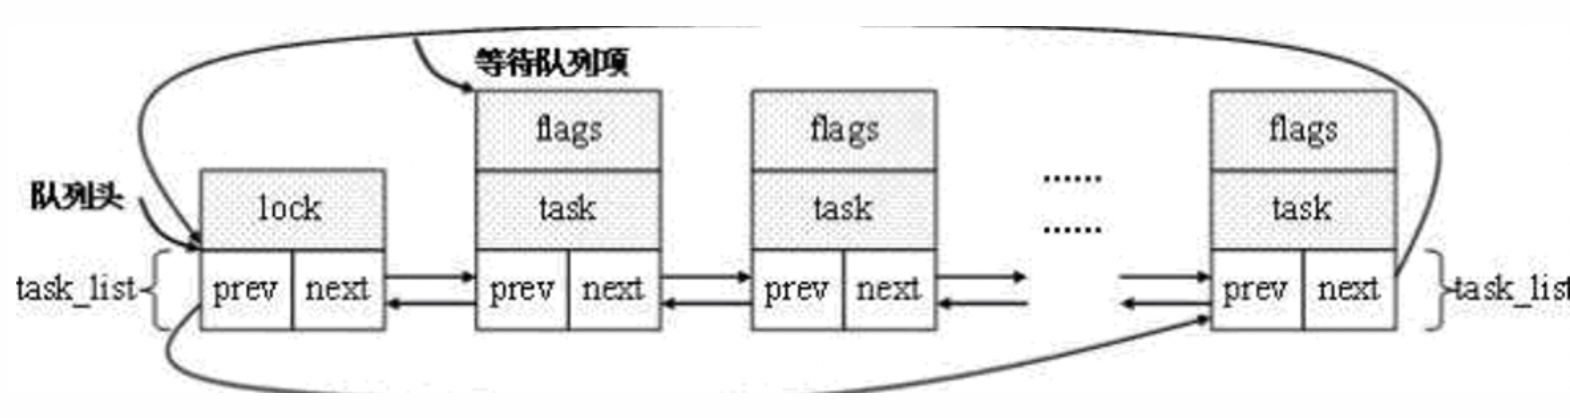 等待队列项
flags flags flags
队列头 lock task task …… task
……
task_list prev next prev next prev next prev next task_list